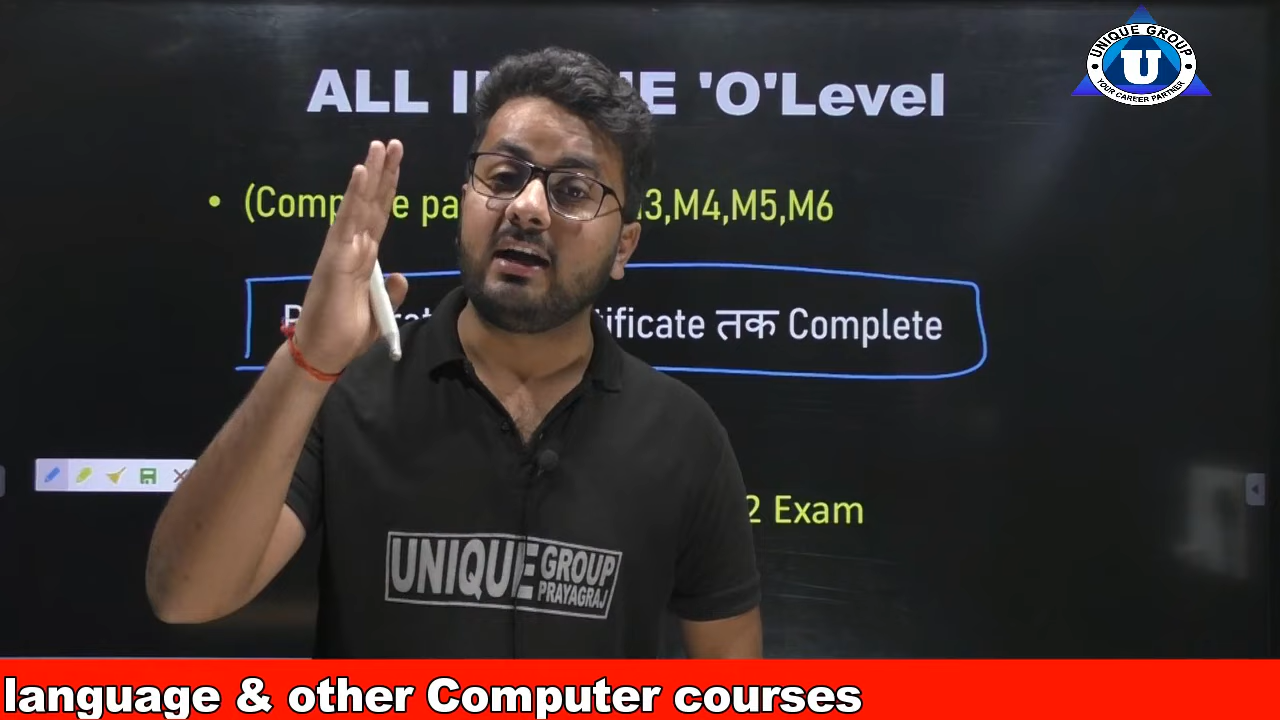 UNIQUE GROUP
U
YOUR CAREER PARTNER
ALL 'O'Level
• (Comp e pa 3,M4,M5,M6
ificate तक Complete
2 Exam
UNIQUE GROUP
PRAYAGRAJ
language & other Computer courses